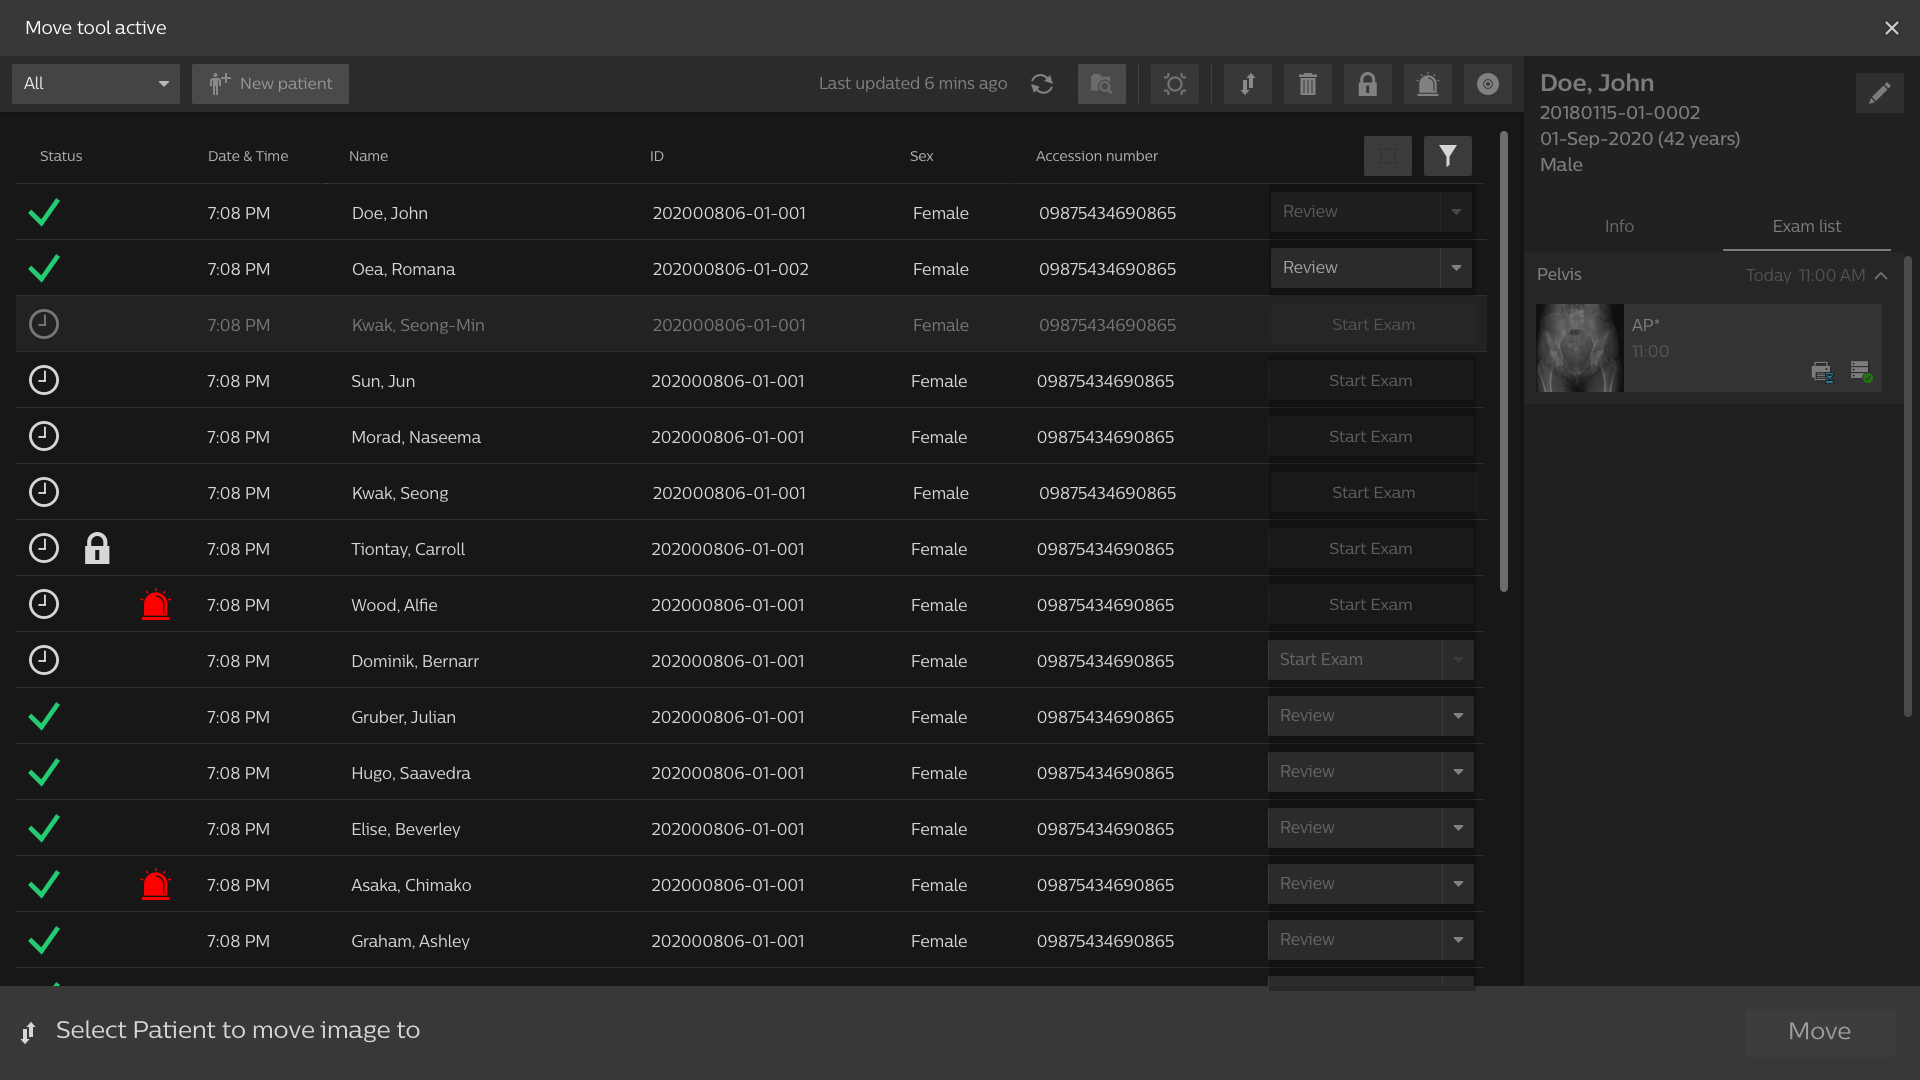 Move tool active
All
New patient
Last updated 6 mins ago
Doe, John
20180115-01-0002
01-Sep-2020 (42 years)
Male
Info Exam list
Pelvis Today 11:00 AM
AP*
11:00
Status Date & Time Name ID Sex Accession number
7:08 PM Doe, John 202000806-01-001 Female 09875434690865 Review
7:08 PM Oea, Romana 202000806-01-002 Female 09875434690865 Review
7:08 PM Kwak, Seong-Min 202000806-01-001 Female 09875434690865 Start Exam
7:08 PM Sun, Jun 202000806-01-001 Female 09875434690865 Start Exam
7:08 PM Morad, Naseema 202000806-01-001 Female 09875434690865 Start Exam
7:08 PM Kwak, Seong 202000806-01-001 Female 09875434690865 Start Exam
7:08 PM Tiontay, Carroll 202000806-01-001 Female 09875434690865 Start Exam
7:08 PM Wood, Alfie 202000806-01-001 Female 09875434690865 Start Exam
7:08 PM Dominik, Bernarr 202000806-01-001 Female 09875434690865 Start Exam
7:08 PM Gruber, Julian 202000806-01-001 Female 09875434690865 Review
7:08 PM Hugo, Saavedra 202000806-01-001 Female 09875434690865 Review
7:08 PM Elise, Beverley 202000806-01-001 Female 09875434690865 Review
7:08 PM Asaka, Chimako 202000806-01-001 Female 09875434690865 Review
7:08 PM Graham, Ashley 202000806-01-001 Female 09875434690865 Review
Select Patient to move image to
Move